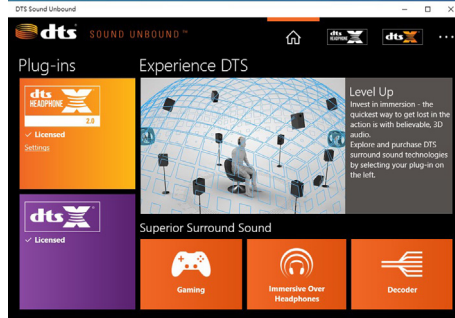 DTS Sound Unbound
dts SOUND UNBOUND™
dts HEADPHONE X
dts X
Plug-ins
dts
HEADPHONE X
2.0
✓ Licensed
Settings
dts X
✓ Licensed
Experience DTS
Level Up
Invest in immersion - the
quickest way to get lost in the
action is with believable, 3D
audio.
Explore and purchase DTS
surround sound technologies
by selecting your plug-in on
the left.
Superior Surround Sound
Gaming
Immersive Over
Headphones
Decoder